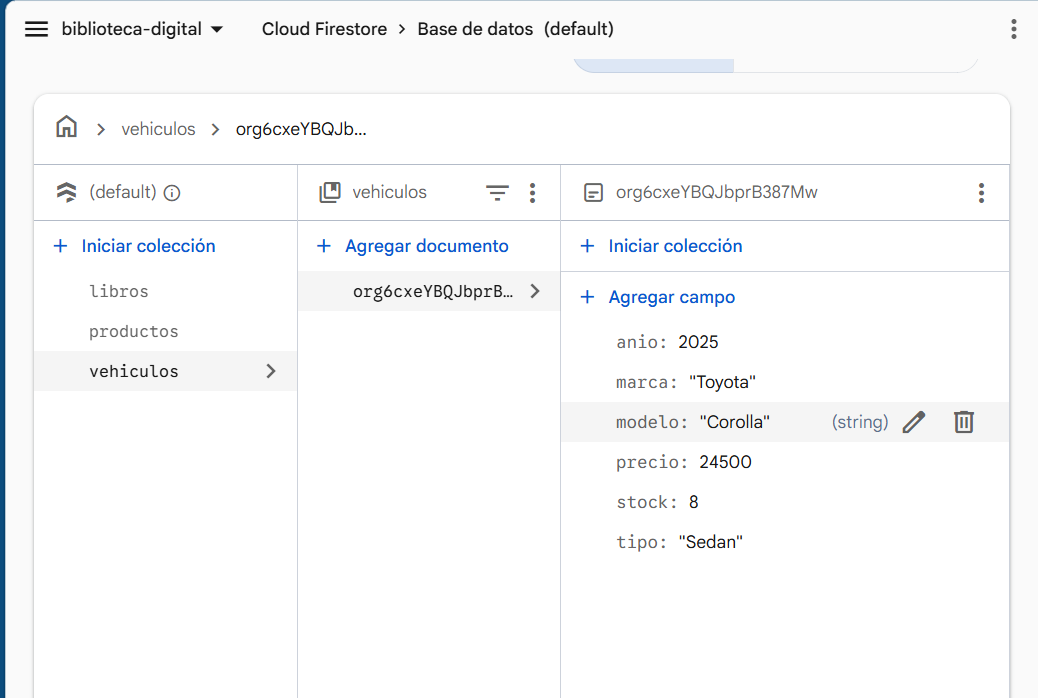 biblioteca-digital Cloud Firestore > Base de datos (default)
vehiculos > org6cxeYBQJb...
(default)
vehiculos
org6cxeYBQJbprB387Mw
+ Iniciar colección
libros
productos
vehiculos
+ Agregar documento
org6cxeYBQJbprB...
+ Iniciar colección
+ Agregar campo
anio: 2025
marca: "Toyota"
modelo: "Corolla" (string)
precio: 24500
stock: 8
tipo: "Sedan"